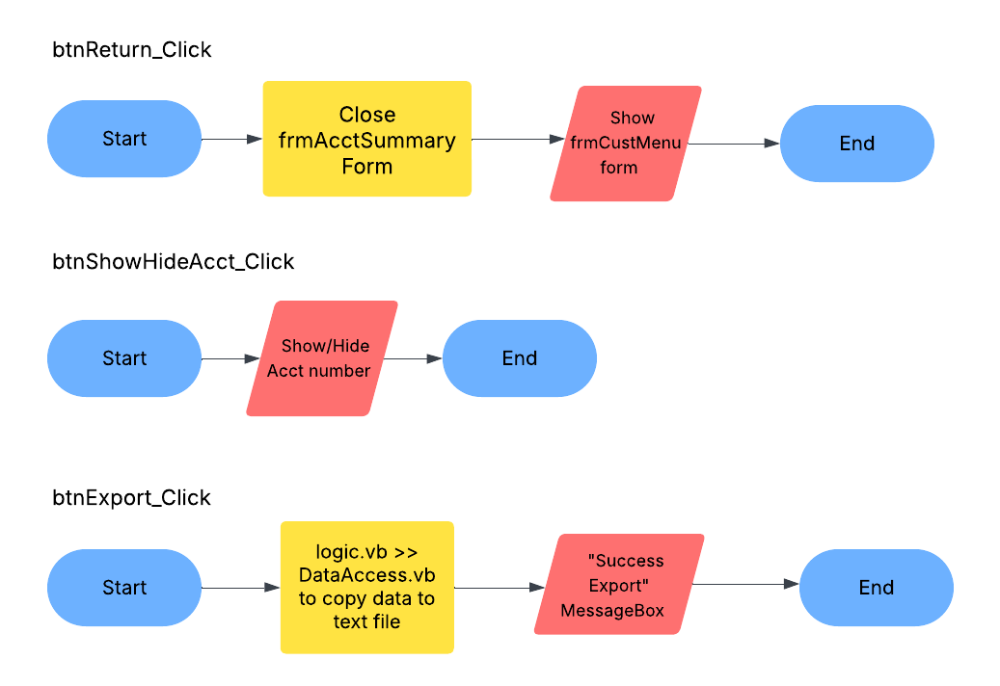 btnReturn_Click
Start
Close
frmAcctSummary
Form
Show
frmCustMenu
form
End
btnShowHideAcct_Click
Start
Show/Hide
Acct number
End
btnExport_Click
Start
logic.vb >>
DataAccess.vb
to copy data to
text file
"Success
Export"
MessageBox
End